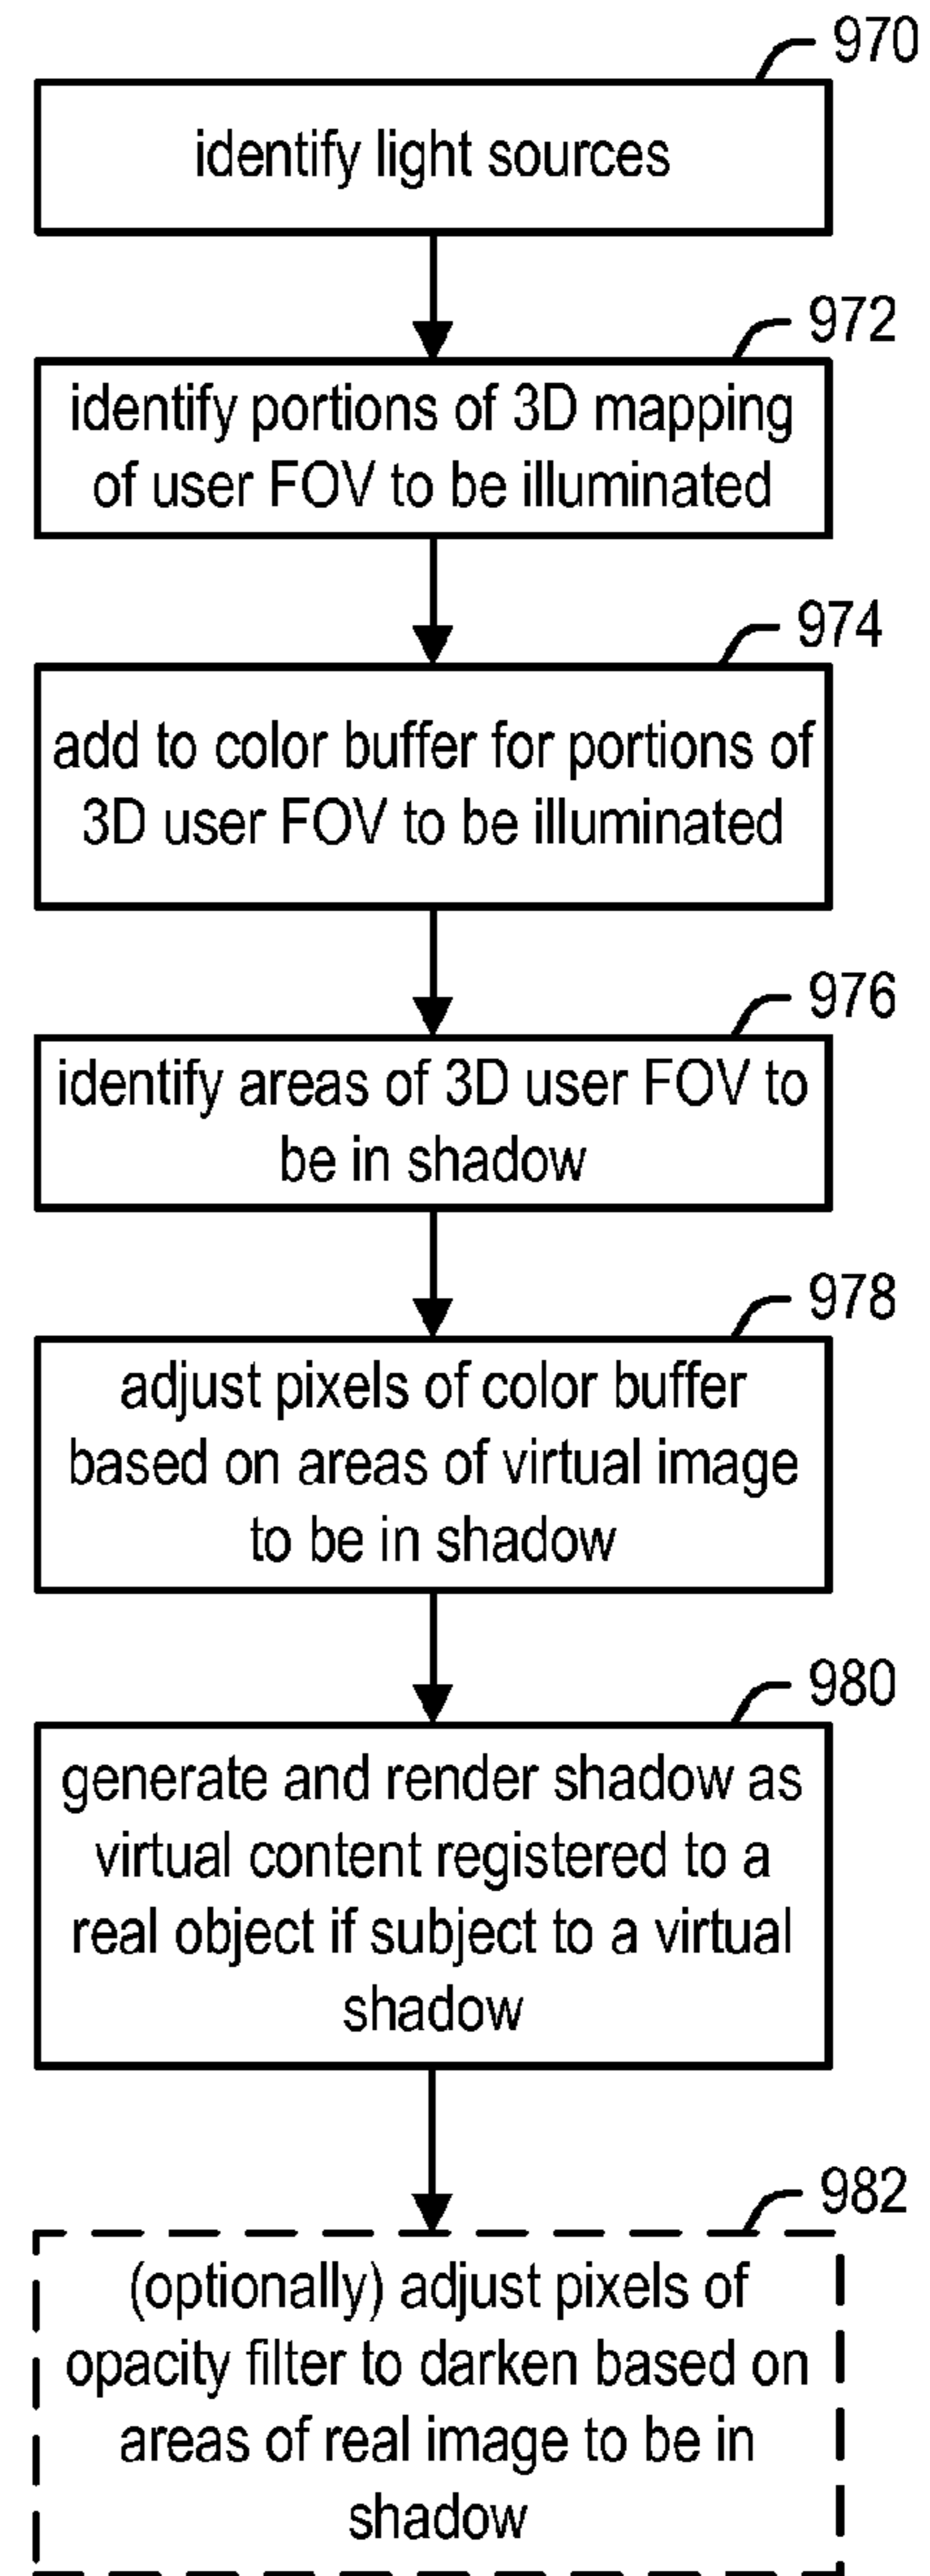 970
identify light sources
972
identify portions of 3D mapping
of user FOV to be illuminated
974
add to color buffer for portions of
3D user FOV to be illuminated
976
identify areas of 3D user FOV to
be in shadow
978
adjust pixels of color buffer
based on areas of virtual image
to be in shadow
980
generate and render shadow as
virtual content registered to a
real object if subject to a virtual
shadow
982
(optionally) adjust pixels of
opacity filter to darken based on
areas of real image to be in
shadow